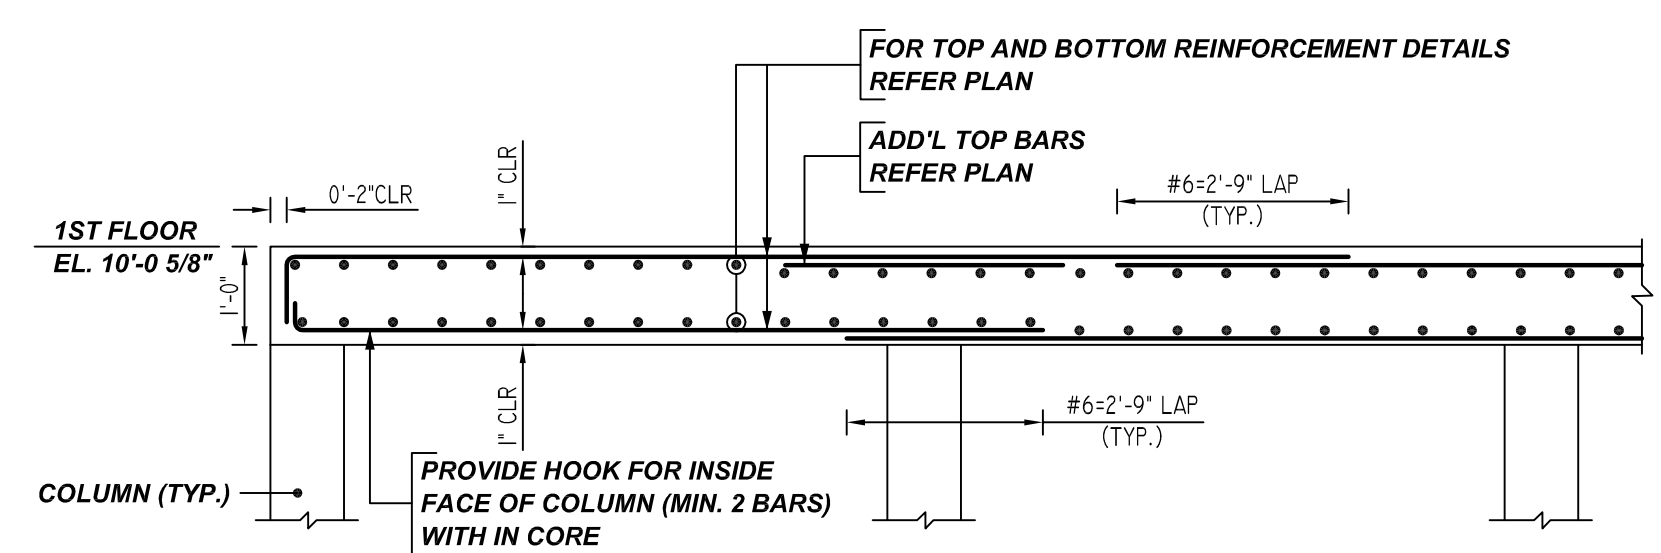 FOR TOP AND BOTTOM REINFORCEMENT DETAILS
REFER PLAN
ADD'L TOP BARS
REFER PLAN
1" CLR
0'-2"CLR
#6=2'-9" LAP
(TYP.)
1ST FLOOR
EL. 10'-0 5/8"
1'-0"
1" CLR
#6=2'-9" LAP
(TYP.)
PROVIDE HOOK FOR INSIDE
FACE OF COLUMN (MIN. 2 BARS)
WITH IN CORE
COLUMN (TYP.)